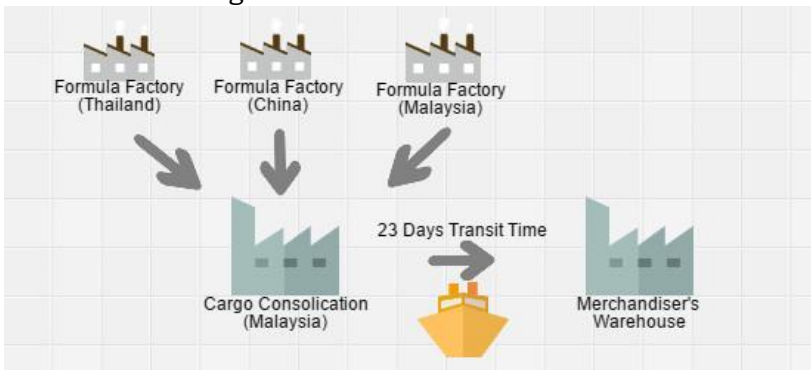 Formula Factory
(Thailand)
Formula Factory
(China)
Formula Factory
(Malaysia)
23 Days Transit Time
Cargo Consolication
(Malaysia)
Merchandiser's
Warehouse